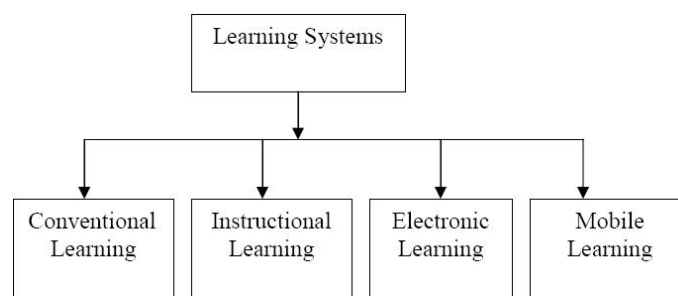 Learning Systems
Conventional
Learning
Instructional
Learning
Electronic
Learning
Mobile
Learning